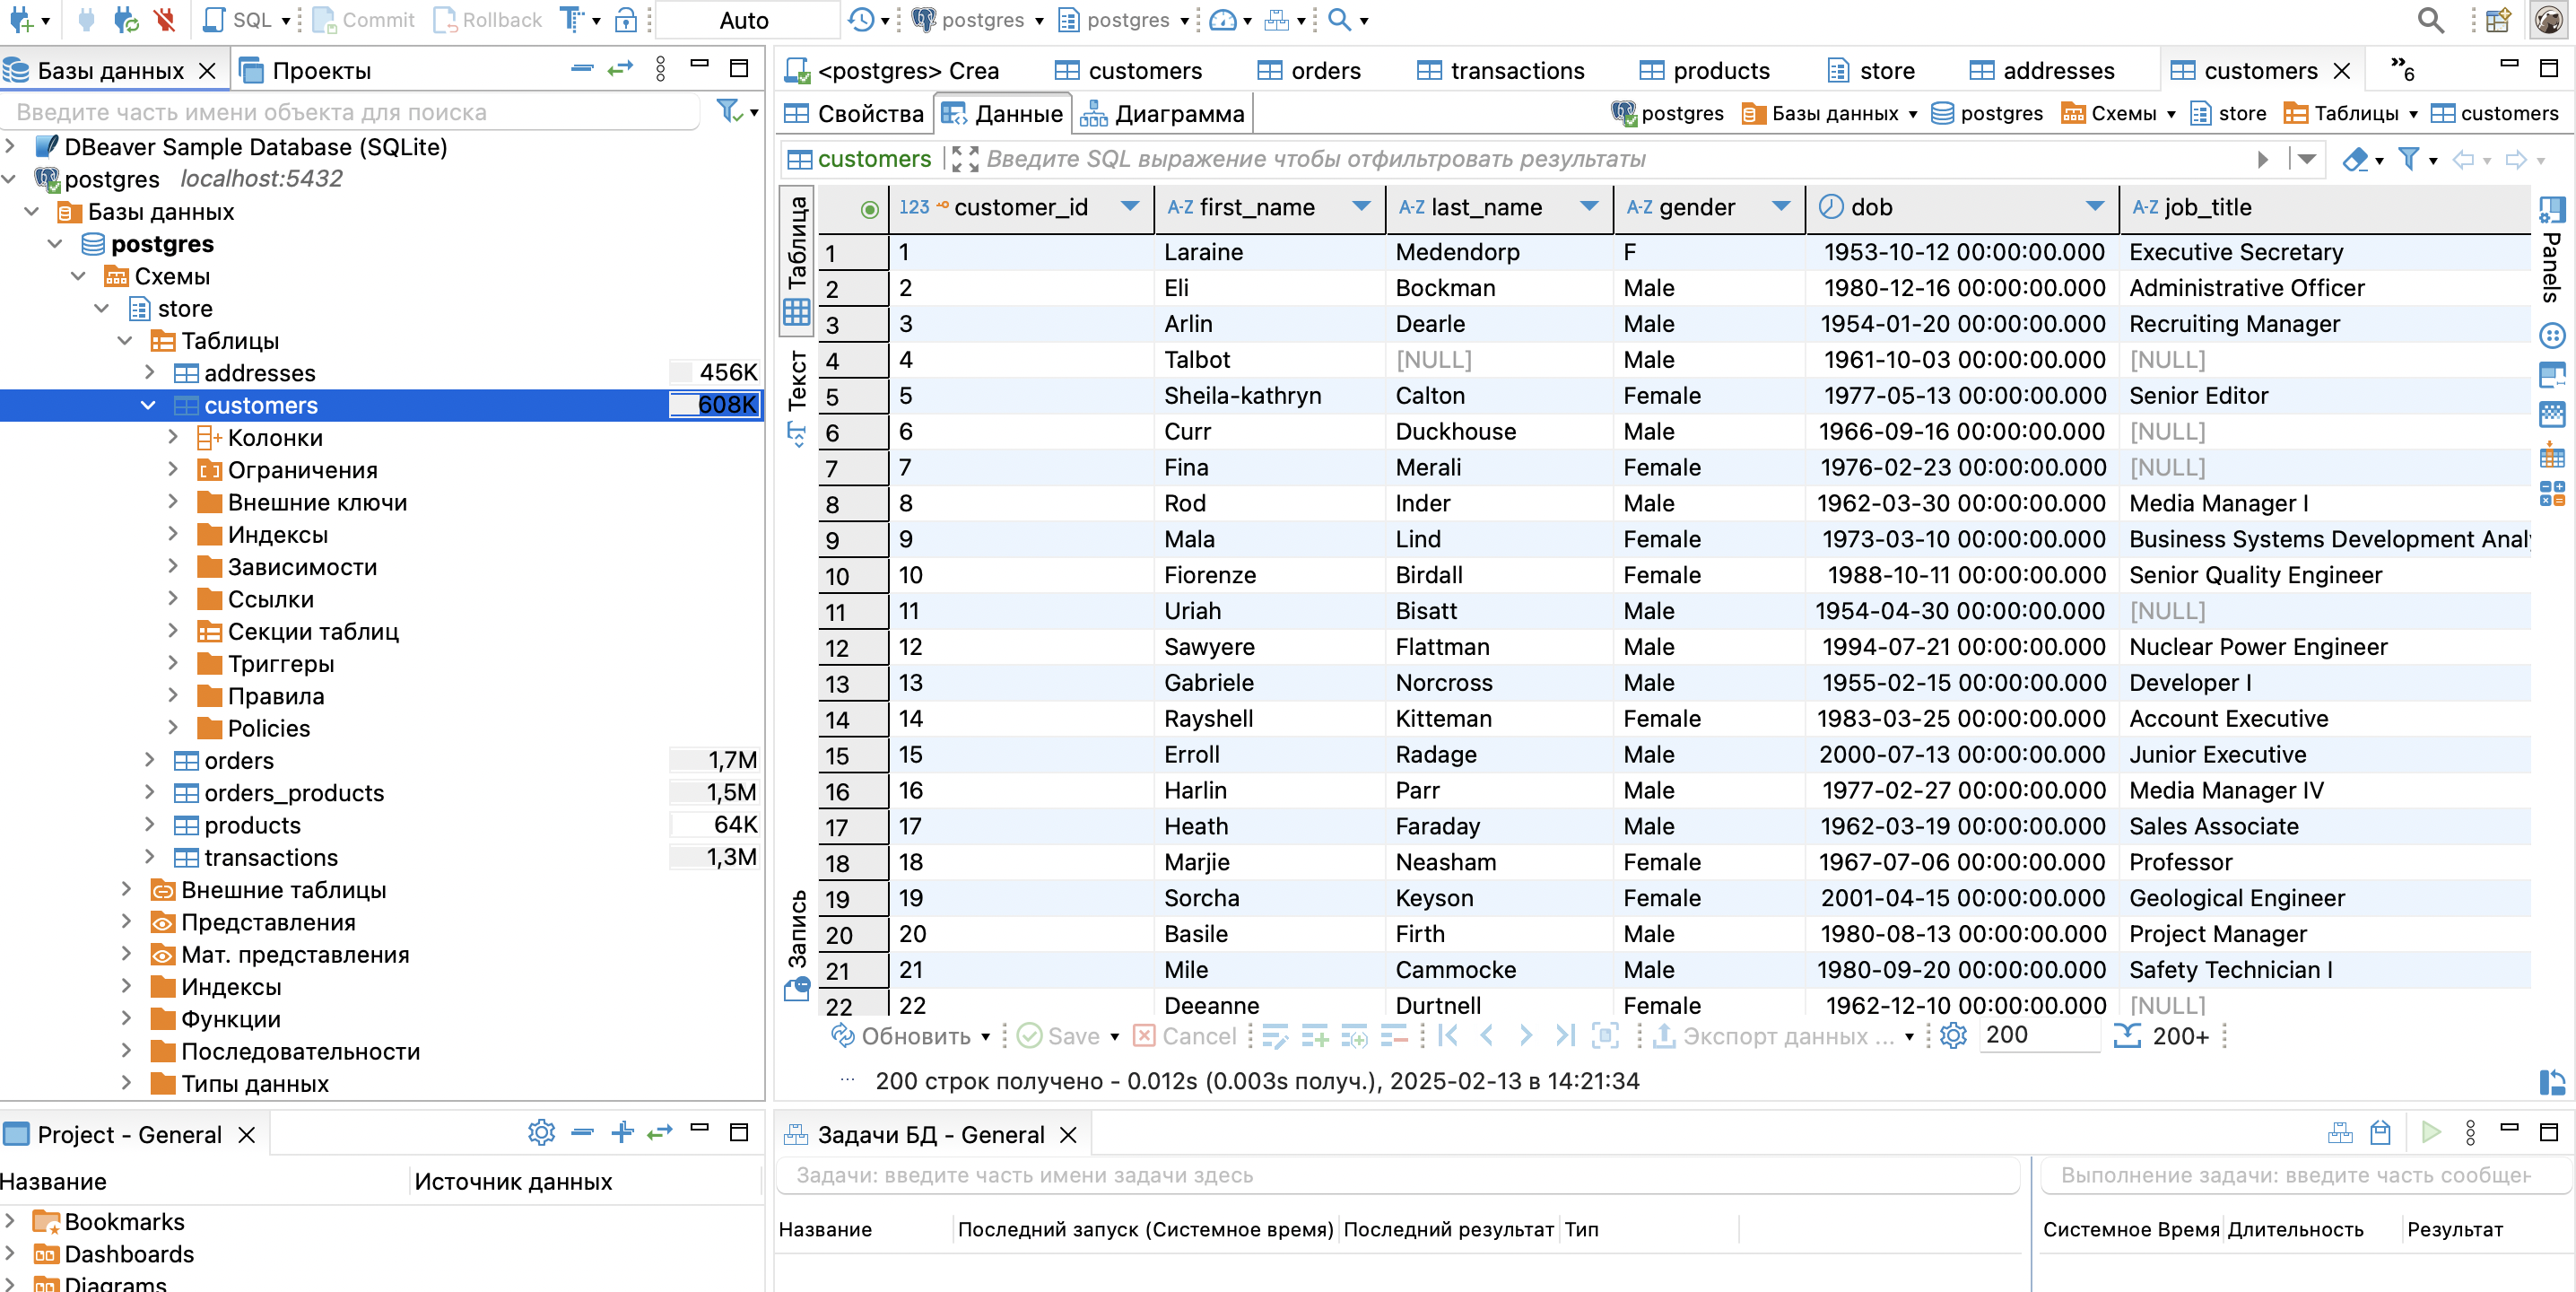 SQL Commit Rollback Auto postgres postgres
Базы данных Проекты
Введите часть имени объекта для поиска
DBeaver Sample Database (SQLite)
postgres localhost:5432
Базы данных
postgres
Схемы
store
Таблицы
addresses 456K
customers 608K
Колонки
Ограничения
Внешние ключи
Индексы
Зависимости
Ссылки
Секции таблиц
Триггеры
Правила
Policies
orders 1,7M
orders_products 1,5M
products 64K
transactions 1,3M
Внешние таблицы
Представления
Мат. представления
Индексы
Функции
Последовательности
Типы данных
<postgres> Crea customers orders transactions products store addresses customers »6
Свойства Данные Диаграмма postgres Базы данных postgres Схемы store Таблицы customers
customers Введите SQL выражение чтобы отфильтровать результаты
Таблица
Текст
Запись
123 customer_id A-Z first_name A-Z last_name A-Z gender dob A-Z job_title
1 1 Laraine Medendorp F 1953-10-12 00:00:00.000 Executive Secretary
2 2 Eli Bockman Male 1980-12-16 00:00:00.000 Administrative Officer
3 3 Arlin Dearle Male 1954-01-20 00:00:00.000 Recruiting Manager
4 4 Talbot [NULL] Male 1961-10-03 00:00:00.000 [NULL]
5 5 Sheila-kathryn Calton Female 1977-05-13 00:00:00.000 Senior Editor
6 6 Curr Duckhouse Male 1966-09-16 00:00:00.000 [NULL]
7 7 Fina Merali Female 1976-02-23 00:00:00.000 [NULL]
8 8 Rod Inder Male 1962-03-30 00:00:00.000 Media Manager I
9 9 Mala Lind Female 1973-03-10 00:00:00.000 Business Systems Development Anal
10 10 Fiorenze Birdall Female 1988-10-11 00:00:00.000 Senior Quality Engineer
11 11 Uriah Bisatt Male 1954-04-30 00:00:00.000 [NULL]
12 12 Sawyere Flattman Male 1994-07-21 00:00:00.000 Nuclear Power Engineer
13 13 Gabriele Norcross Male 1955-02-15 00:00:00.000 Developer I
14 14 Rayshell Kitteman Female 1983-03-25 00:00:00.000 Account Executive
15 15 Erroll Radage Male 2000-07-13 00:00:00.000 Junior Executive
16 16 Harlin Parr Male 1977-02-27 00:00:00.000 Media Manager IV
17 17 Heath Faraday Male 1962-03-19 00:00:00.000 Sales Associate
18 18 Marjie Neasham Female 1967-07-06 00:00:00.000 Professor
19 19 Sorcha Keyson Female 2001-04-15 00:00:00.000 Geological Engineer
20 20 Basile Firth Male 1980-08-13 00:00:00.000 Project Manager
21 21 Mile Cammocke Male 1980-09-20 00:00:00.000 Safety Technician I
22 22 Deeanne Durtnell Female 1962-12-10 00:00:00.000 [NULL]
Panels
Обновить Save Cancel Экспорт данных ... 200 200+
... 200 строк получено - 0.012s (0.003s получ.), 2025-02-13 в 14:21:34
Project - General
Название Источник данных
Bookmarks
Dashboards
Diagrams
Задачи БД - General
Задачи: введите часть имени задачи здесь Выполнение задачи: введите часть сообщен
Название Последний запуск (Системное время) Последний результат Тип Системное Время Длительность Результат